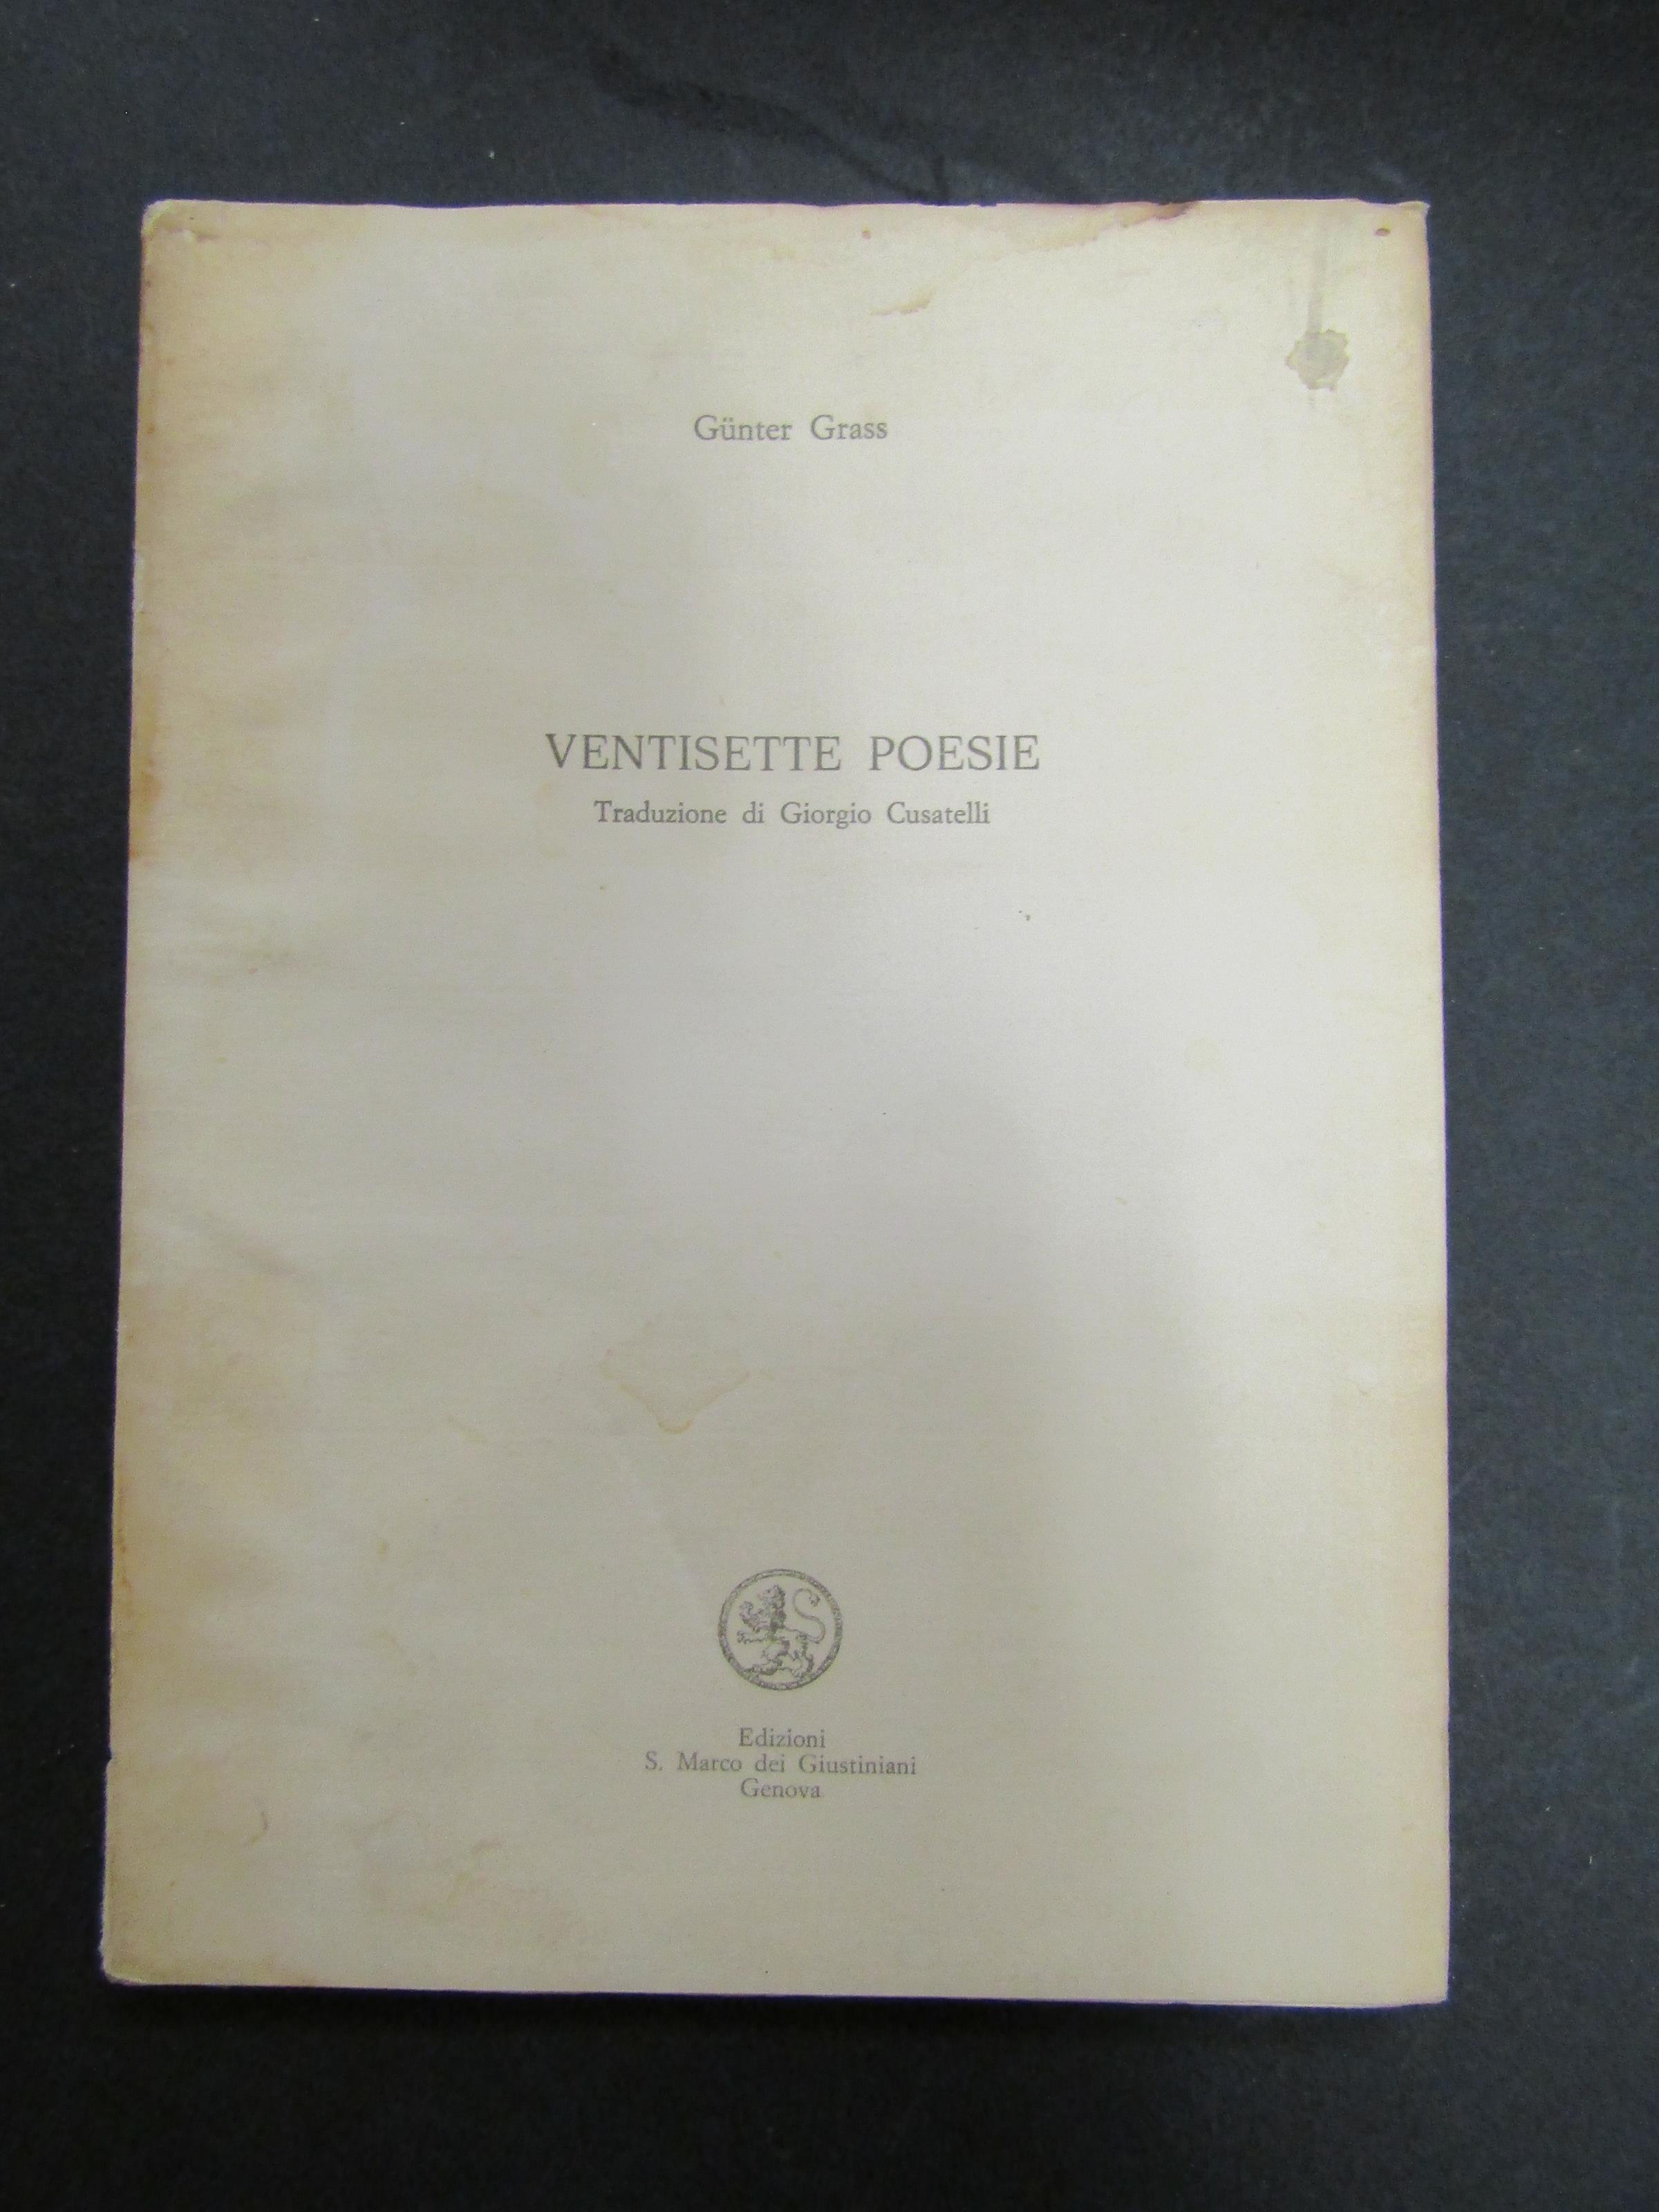 Günter Grass
VENTISETTE POESIE
Traduzione di Giorgio Cusatelli
Edizioni
S. Marco dei Giustiniani
Genova